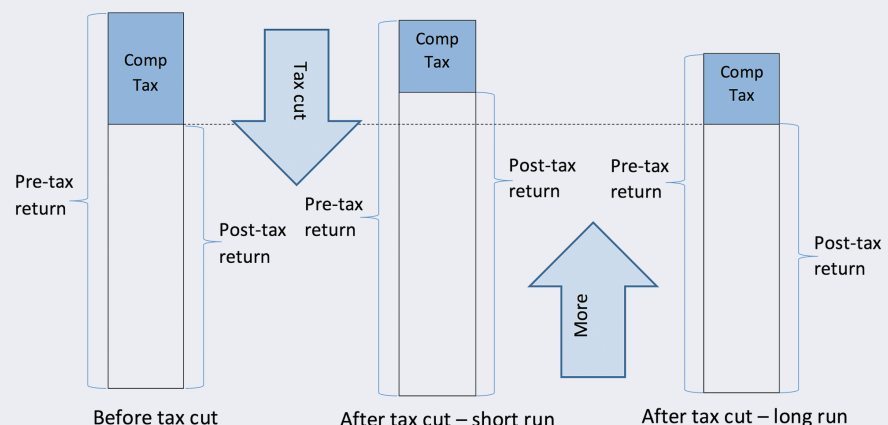 Comp
Tax
Pre-tax
return
Post-tax
return
Before tax cut
Tax cut
Comp
Tax
Pre-tax
return
Post-tax
return
After tax cut – short run
More
Comp
Tax
Pre-tax
return
Post-tax
return
After tax cut – long run